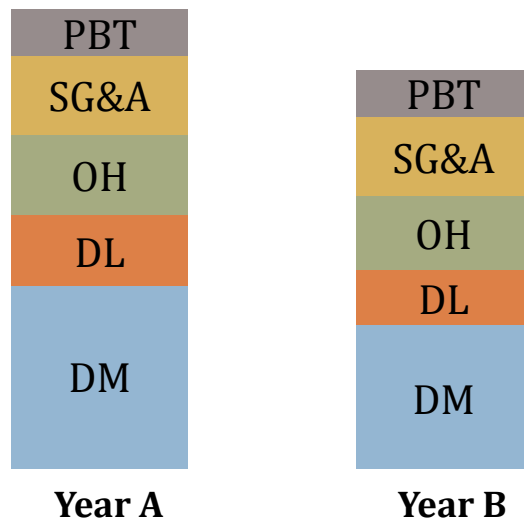 PBT
SG&A
OH
DL
DM
Year A
PBT
SG&A
OH
DL
DM
Year B